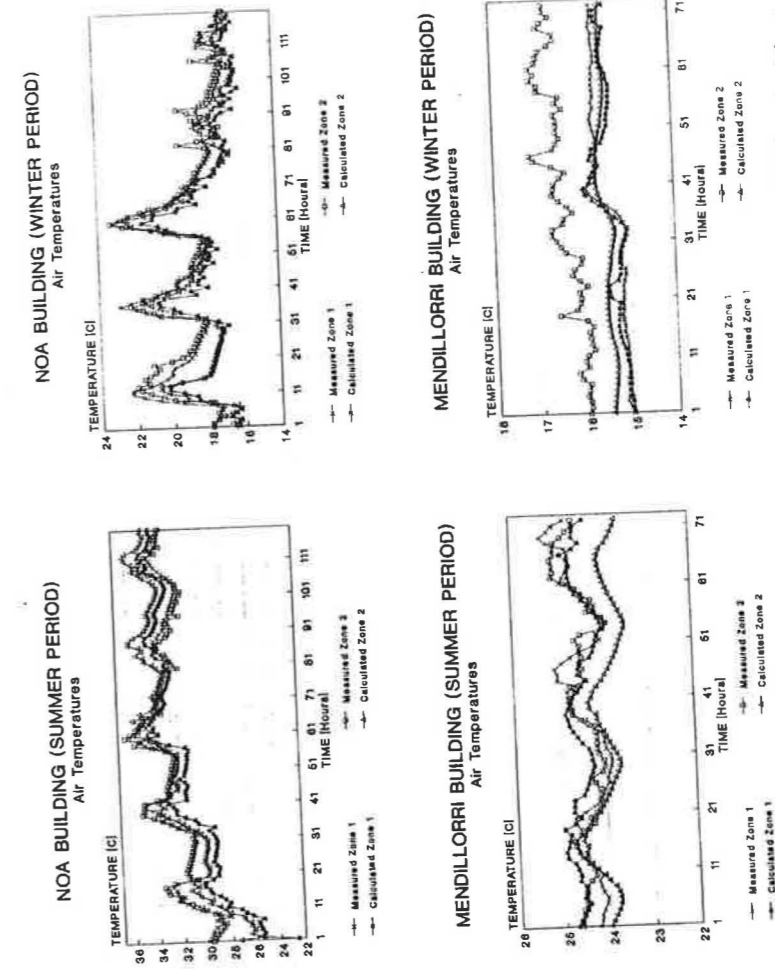 NOA BUILDING (SUMMER PERIOD)
Air Temperatures
TEMPERATURE [C]
36
34
32
30
28
26
24
22
1 11 21 31 41 51 61 71 81 91 101 111
TIME [Hours]
Measured Zone 1
Measured Zone 2
Calculated Zone 1
Calculated Zone 2
NOA BUILDING (WINTER PERIOD)
Air Temperatures
TEMPERATURE [C]
24
22
20
18
16
14
1 11 21 31 41 51 61 71 81 91 101 111
TIME [Hours]
Measured Zone 1
Measured Zone 2
Calculated Zone 1
Calculated Zone 2
MENDILLORRI BUILDING (SUMMER PERIOD)
Air Temperatures
TEMPERATURE [C]
26
25
24
23
22
1 11 21 31 41 51 61 71
TIME [Hours]
Measured Zone 1
Measured Zone 2
Calculated Zone 1
Calculated Zone 2
MENDILLORRI BUILDING (WINTER PERIOD)
Air Temperatures
TEMPERATURE [C]
18
17
16
15
14
1 11 21 31 41 51 61 71
TIME [Hours]
Measured Zone 1
Measured Zone 2
Calculated Zone 1
Calculated Zone 2